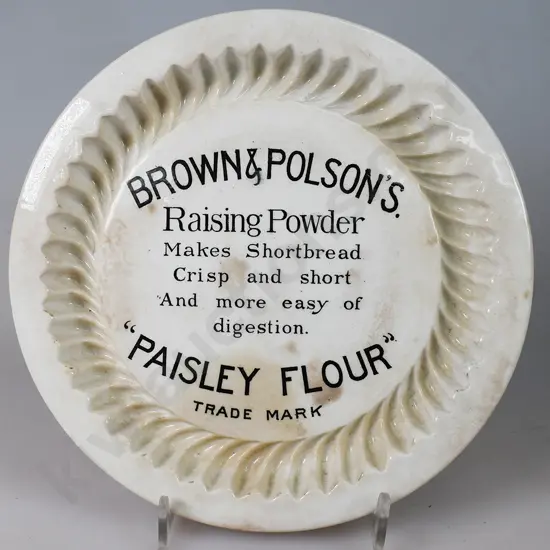 BROWN & POLSON'S.
Raising Powder
Makes Shortbread
Crisp and short
And more easy of
digestion.
"PAISLEY FLOUR"
TRADE MARK